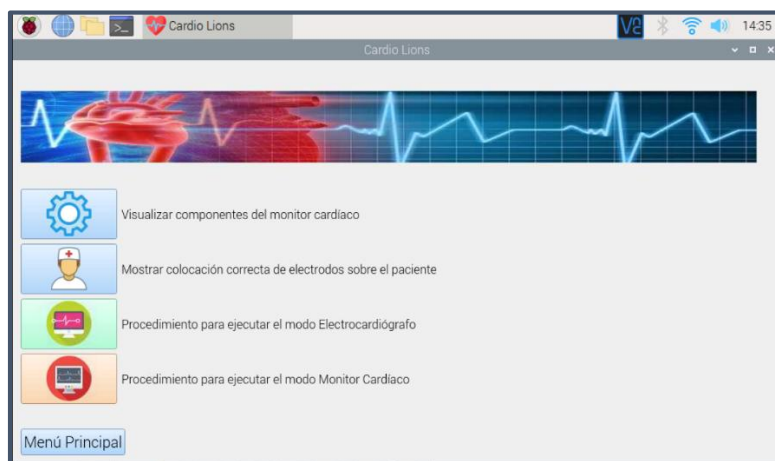 Cardio Lions
14:35
Cardio Lions
Visualizar componentes del monitor cardíaco
Mostrar colocación correcta de electrodos sobre el paciente
Procedimiento para ejecutar el modo Electrocardiógrafo
Procedimiento para ejecutar el modo Monitor Cardíaco
Menú Principal